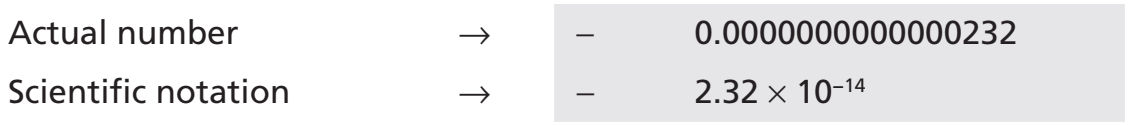 Actual number → – 0.0000000000000232
Scientific notation → – 2.32 × 10⁻¹⁴